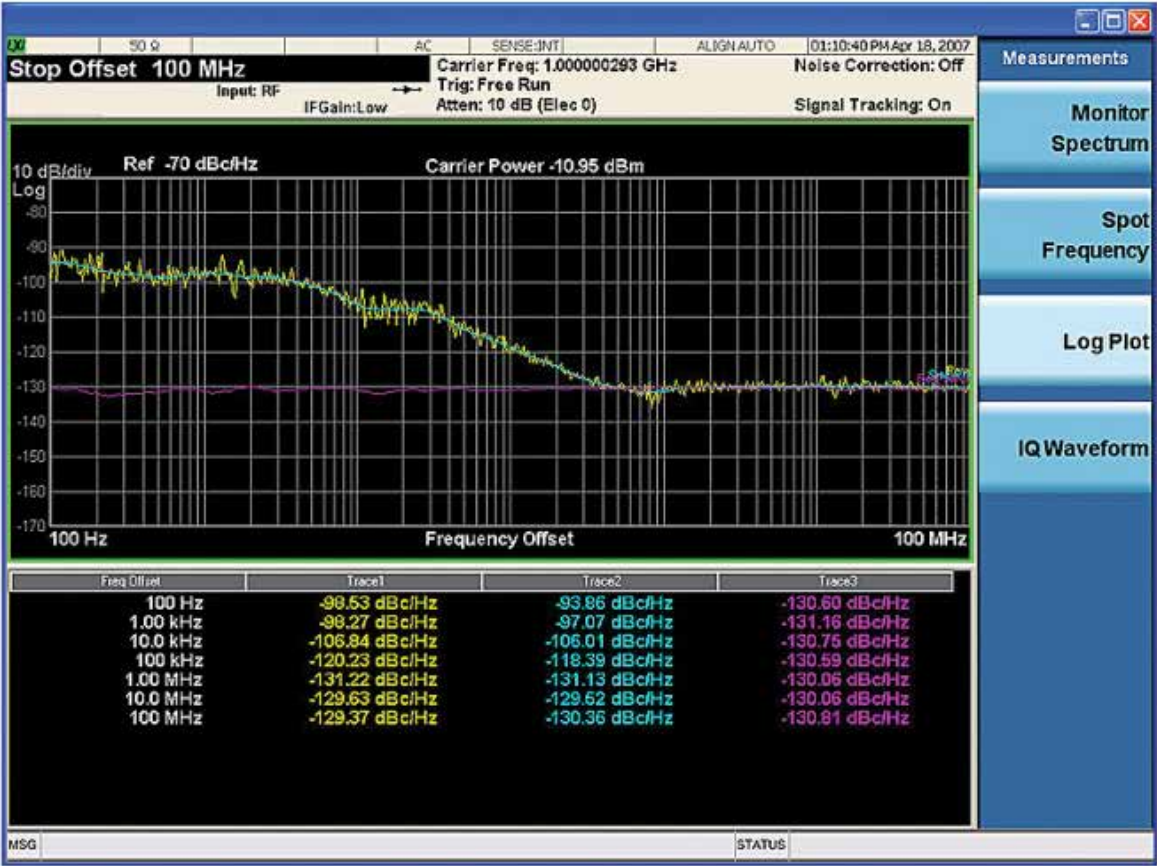 LXI 50 Ω AC SENSE:INT ALIGN AUTO 01:10:40 PM Apr 18, 2007
Stop Offset 100 MHz
Input: RF
IFGain:Low
Carrier Freq: 1.000000293 GHz
Trig: Free Run
Atten: 10 dB (Elec 0)
Noise Correction: Off
Signal Tracking: On
10 dB/div Ref -70 dBc/Hz Carrier Power -10.95 dBm
Log
-80
-90
-100
-110
-120
-130
-140
-150
-160
-170
100 Hz Frequency Offset 100 MHz
Freq Offset Trace1 Trace2 Trace3
100 Hz -98.53 dBc/Hz -93.86 dBc/Hz -130.60 dBc/Hz
1.00 kHz -98.27 dBc/Hz -97.07 dBc/Hz -131.16 dBc/Hz
10.0 kHz -106.84 dBc/Hz -106.01 dBc/Hz -130.75 dBc/Hz
100 kHz -120.23 dBc/Hz -118.39 dBc/Hz -130.59 dBc/Hz
1.00 MHz -131.22 dBc/Hz -131.13 dBc/Hz -130.06 dBc/Hz
10.0 MHz -129.63 dBc/Hz -129.52 dBc/Hz -130.06 dBc/Hz
100 MHz -129.37 dBc/Hz -130.36 dBc/Hz -130.81 dBc/Hz
MSG STATUS
Measurements
Monitor
Spectrum
Spot
Frequency
Log Plot
IQ Waveform